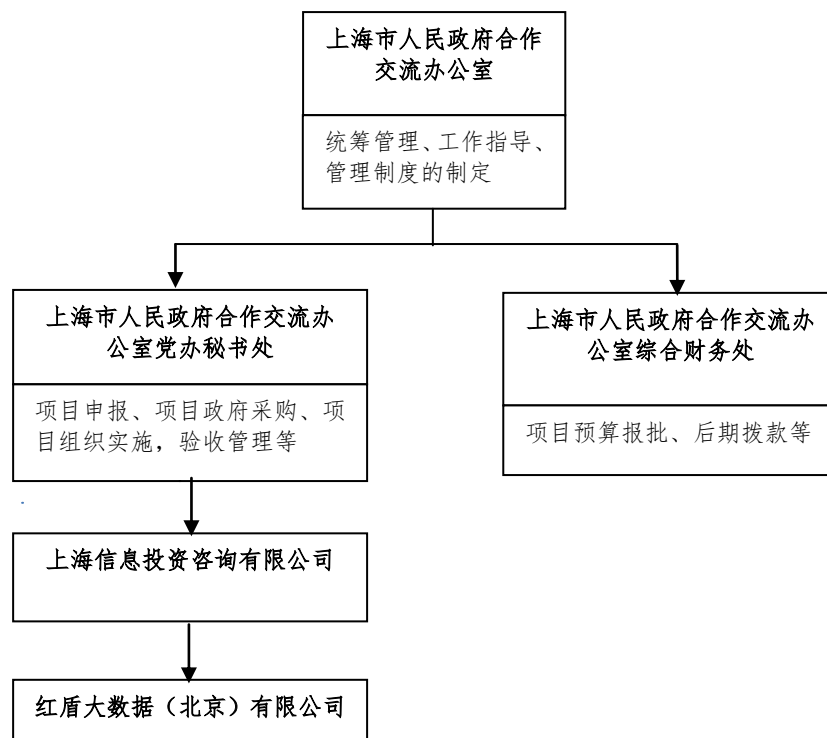 上海市人民政府合作
交流办公室
统筹管理、工作指导、
管理制度的制定
上海市人民政府合作交流办
公室党办秘书处
项目申报、项目政府采购、项
目组织实施，验收管理等
上海市人民政府合作交流办
公室综合财务处
项目预算报批、后期拨款等
上海信息投资咨询有限公司
红盾大数据（北京）有限公司